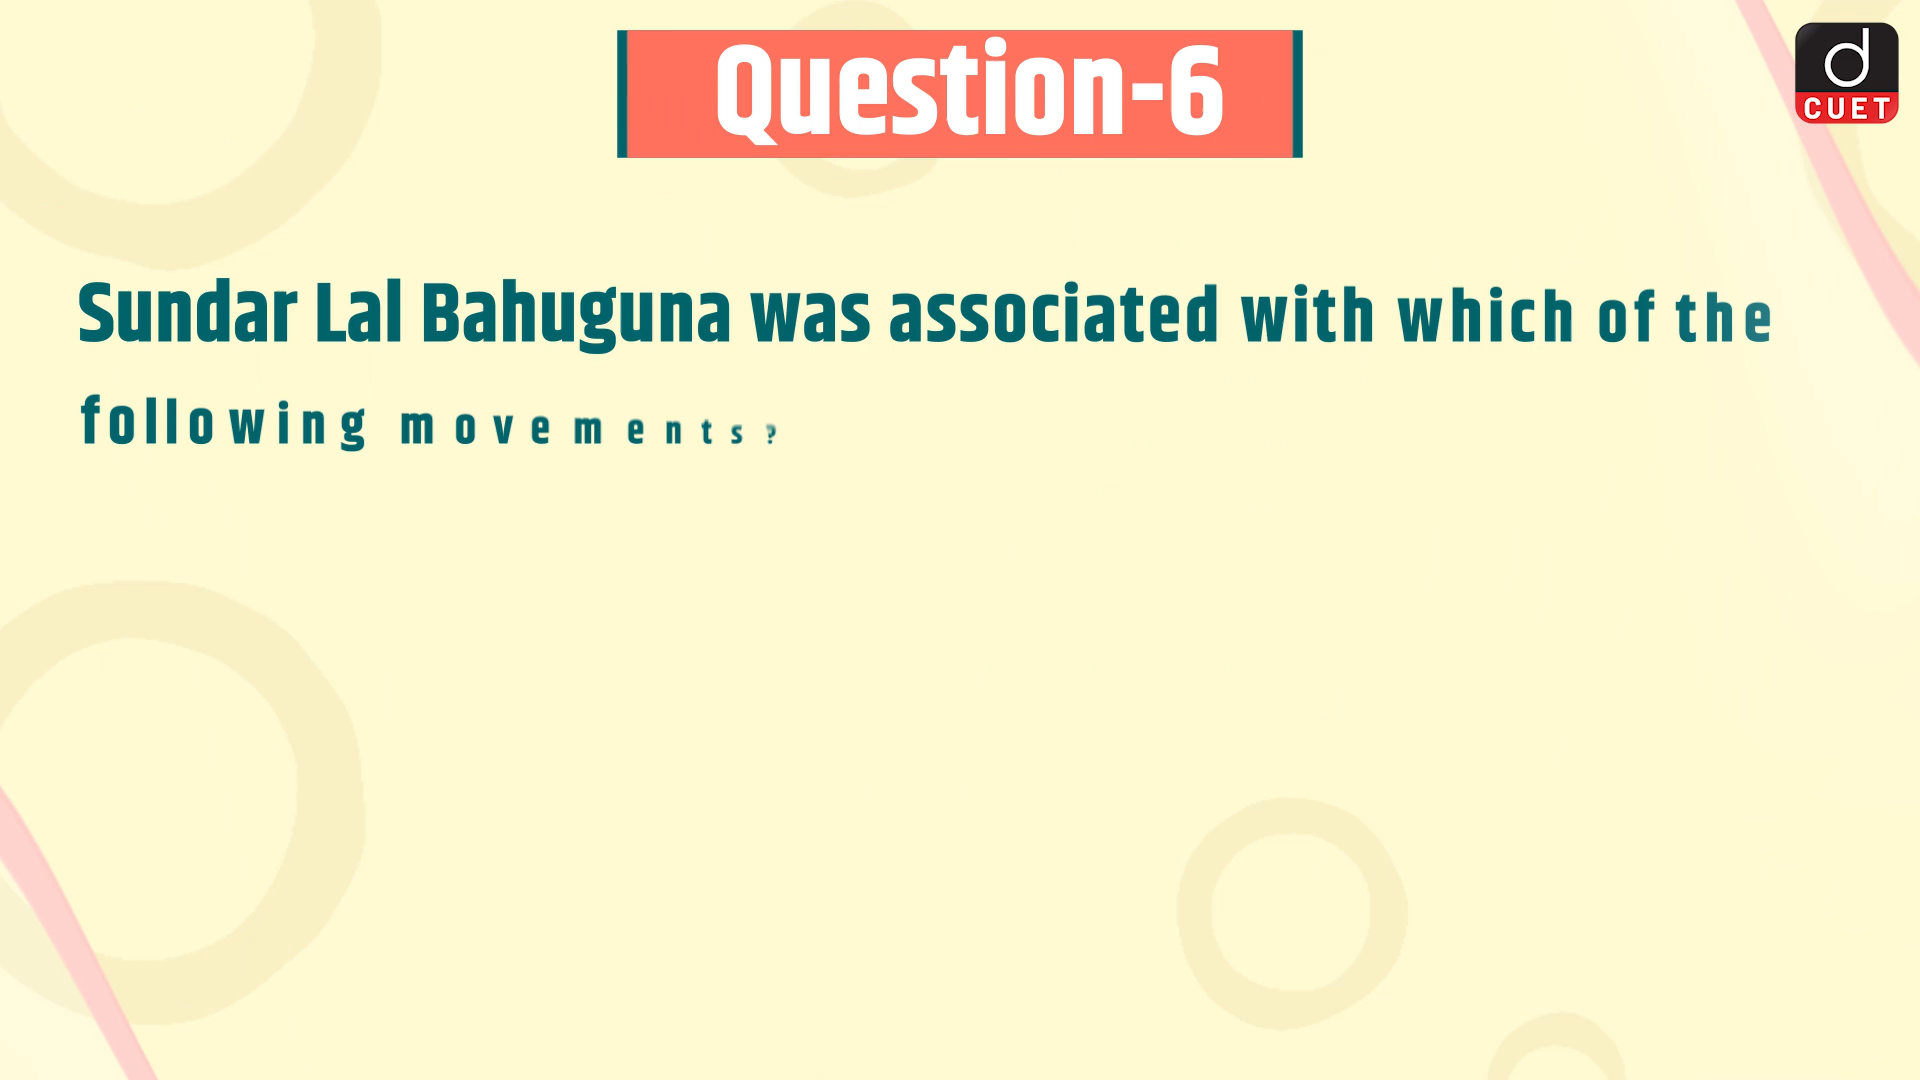 Question-6
d
CUET
Sundar Lal Bahuguna was associated with which of the
following movements?